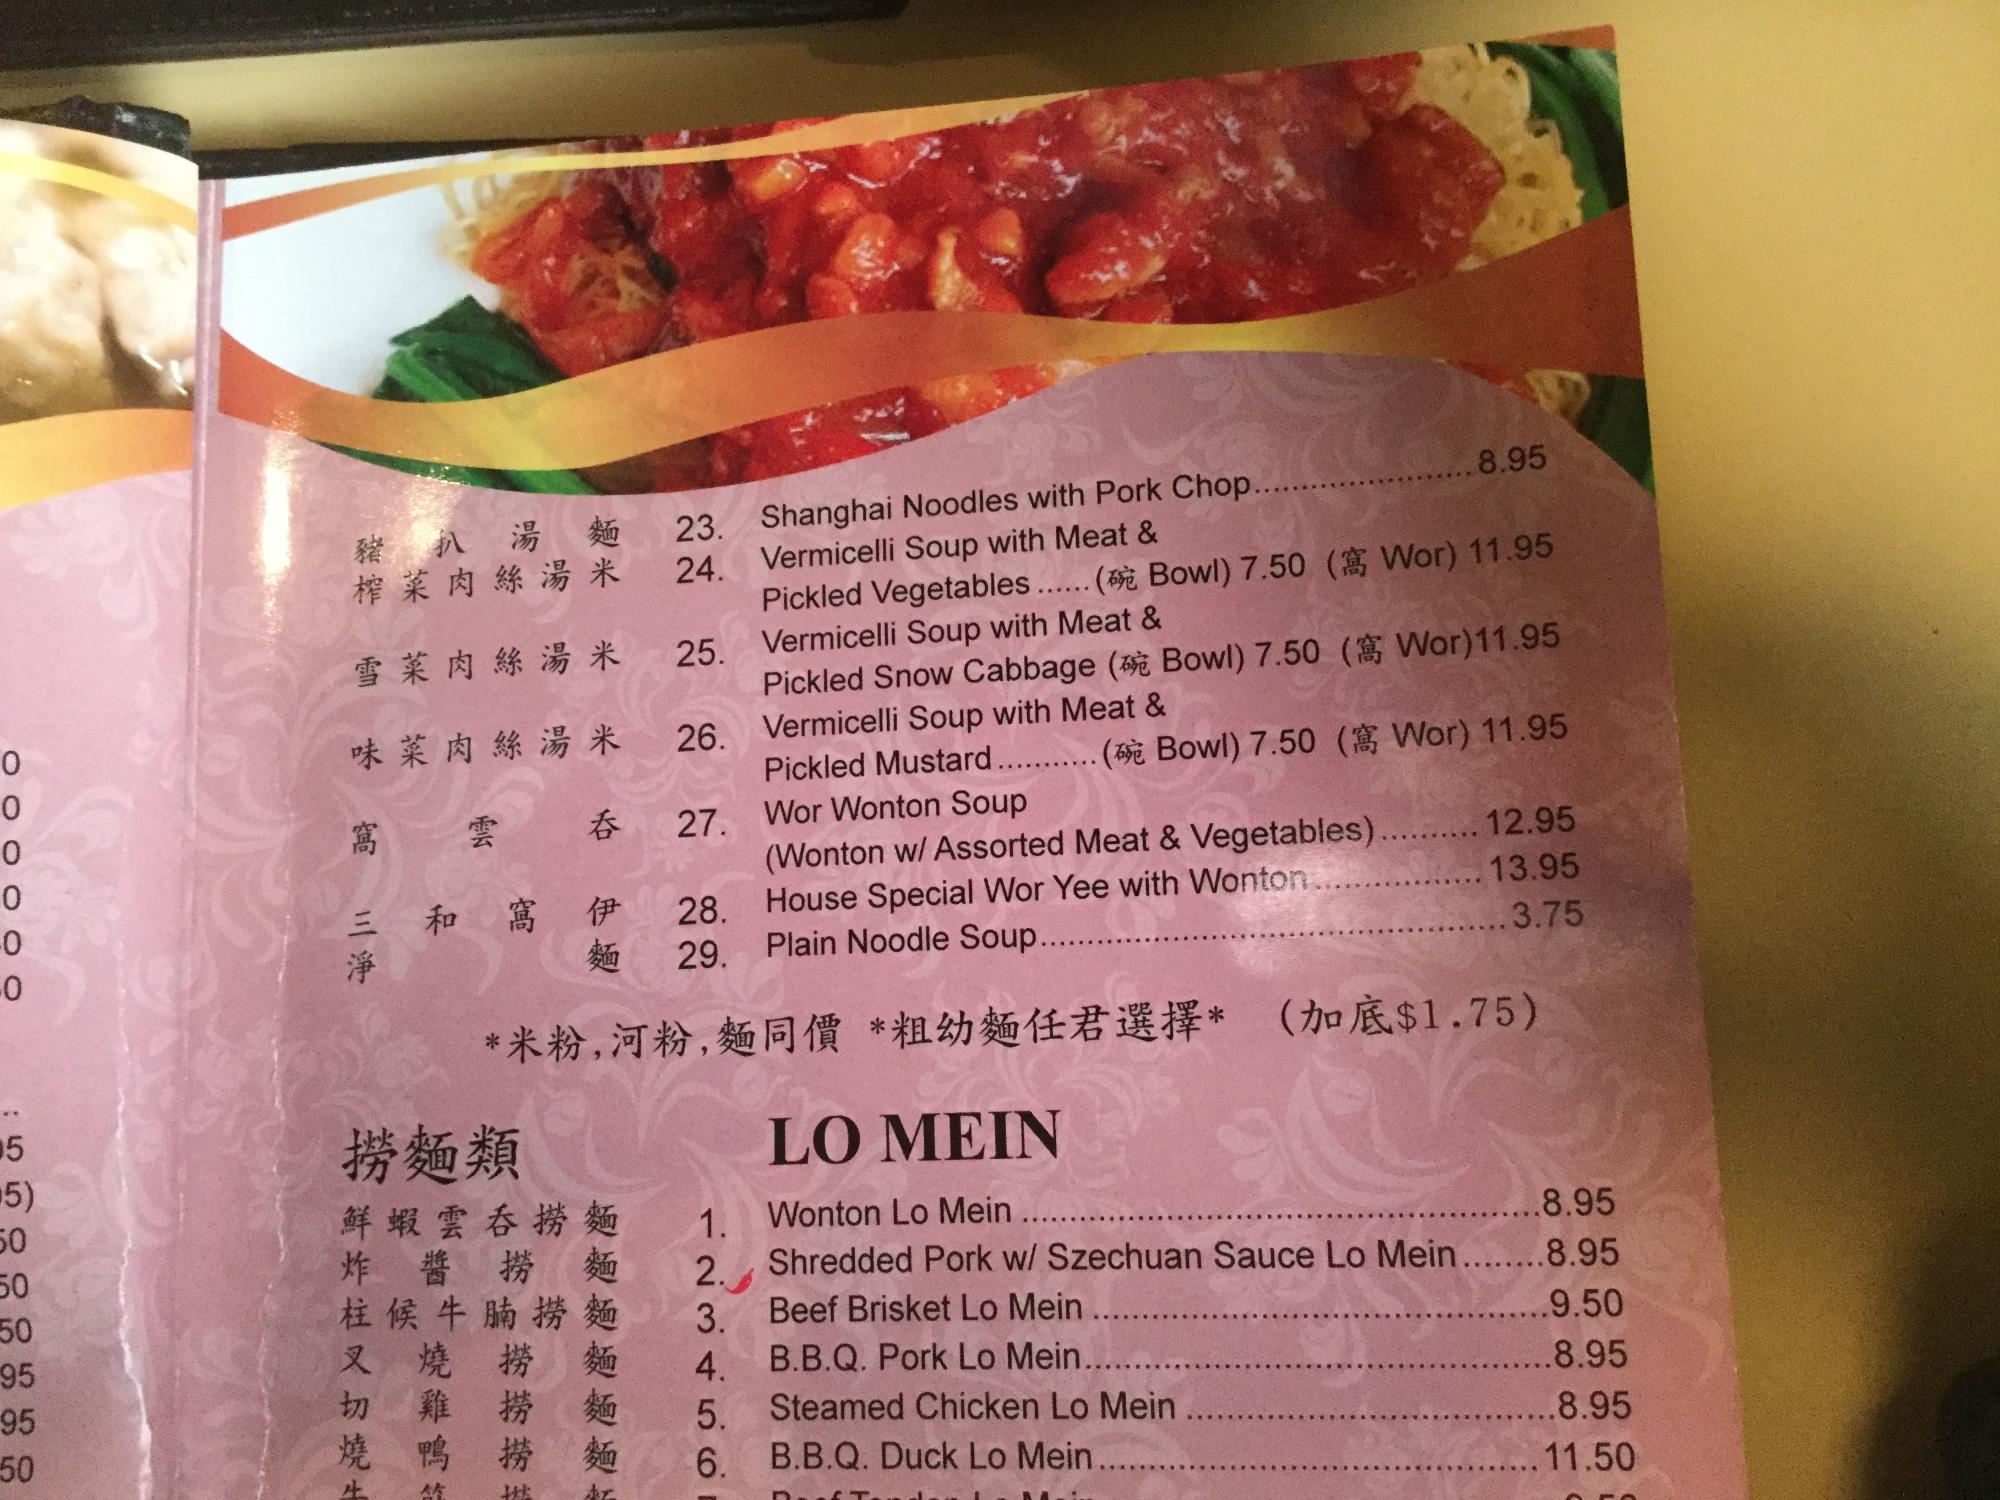 豬扒湯麵 23. Shanghai Noodles with Pork Chop........................8.95
榨菜肉絲湯米 24. Vermicelli Soup with Meat &
Pickled Vegetables ......(碗 Bowl) 7.50 (窩 Wor) 11.95
雪菜肉絲湯米 25. Vermicelli Soup with Meat &
Pickled Snow Cabbage (碗 Bowl) 7.50 (窩 Wor)11.95
味菜肉絲湯米 26. Vermicelli Soup with Meat &
Pickled Mustard...........(碗 Bowl) 7.50 (窩 Wor) 11.95
窩雲吞 27. Wor Wonton Soup
(Wonton w/ Assorted Meat & Vegetables)..........12.95
三和窩伊 28. House Special Wor Yee with Wonton..................13.95
淨麵 29. Plain Noodle Soup..................................................3.75
*米粉,河粉,麵同價 *粗幼麵任君選擇* (加底$1.75)
撈麵類 LO MEIN
鮮蝦雲吞撈麵 1. Wonton Lo Mein ......................................................8.95
炸醬撈麵 2. Shredded Pork w/ Szechuan Sauce Lo Mein........8.95
柱候牛腩撈麵 3. Beef Brisket Lo Mein ...............................................9.50
叉燒撈麵 4. B.B.Q. Pork Lo Mein................................................8.95
切雞撈麵 5. Steamed Chicken Lo Mein ......................................8.95
燒鴨撈麵 6. B.B.Q. Duck Lo Mein.............................................11.50